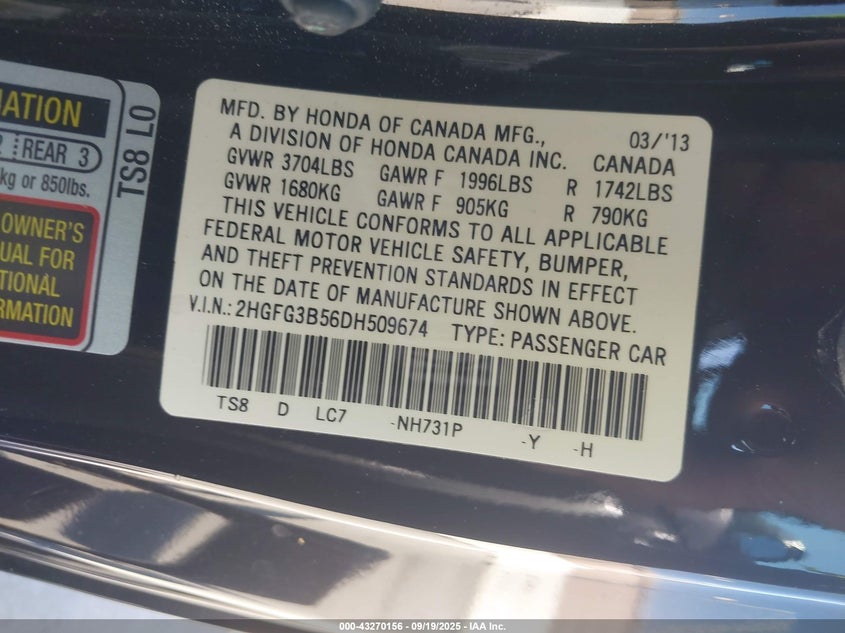 MATION
REAR 3
kg or 850lbs.
OWNER'S
UAL FOR
TIONAL
RMATION
TS8 L0
MFD. BY HONDA OF CANADA MFG., 03/'13
A DIVISION OF HONDA CANADA INC. CANADA
GVWR 3704LBS GAWR F 1996LBS R 1742LBS
GVWR 1680KG GAWR F 905KG R 790KG
THIS VEHICLE CONFORMS TO ALL APPLICABLE
FEDERAL MOTOR VEHICLE SAFETY, BUMPER,
AND THEFT PREVENTION STANDARDS IN EFFECT
ON THE DATE OF MANUFACTURE SHOWN ABOVE.
V.I.N.: 2HGFG3B56DH509674 TYPE: PASSENGER CAR
TS8 D LC7 -NH731P -Y -H
000-43270156 - 09/19/2025 - IAA Inc.